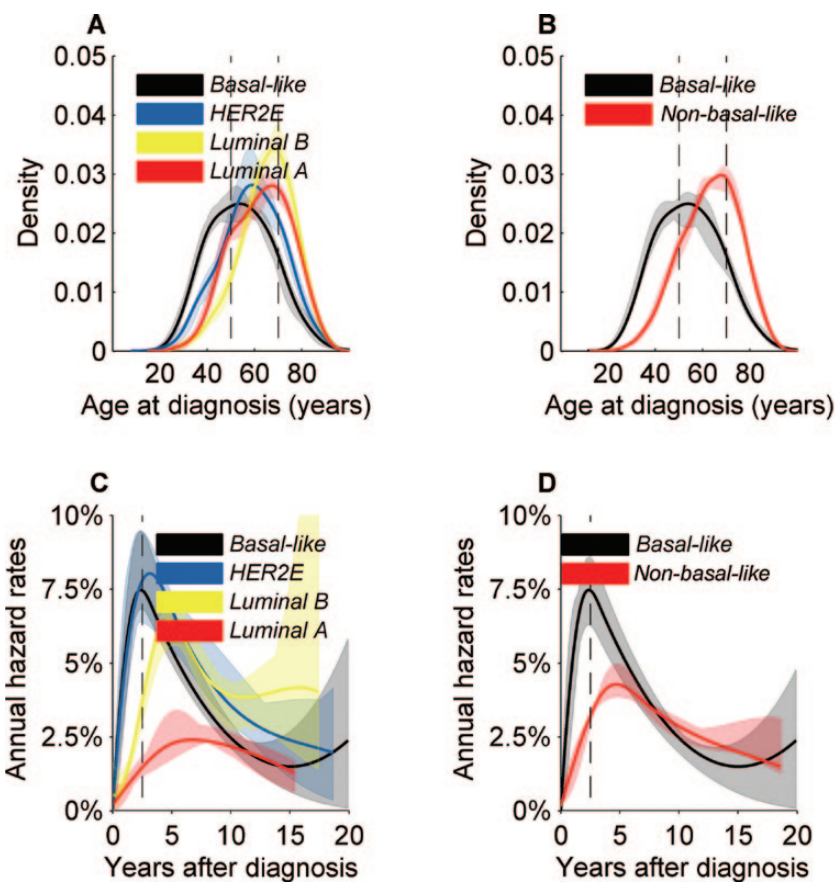 A
0.05
0.04
0.03
0.02
0.01
0
Density
Basal-like
HER2E
Luminal B
Luminal A
20 40 60 80
Age at diagnosis (years)
B
0.05
0.04
0.03
0.02
0.01
0
Density
Basal-like
Non-basal-like
20 40 60 80
Age at diagnosis (years)
C
10%
7.5%
5%
2.5%
0%
Annual hazard rates
Basal-like
HER2E
Luminal B
Luminal A
0 5 10 15 20
Years after diagnosis
D
10%
7.5%
5%
2.5%
0%
Annual hazard rates
Basal-like
Non-basal-like
0 5 10 15 20
Years after diagnosis